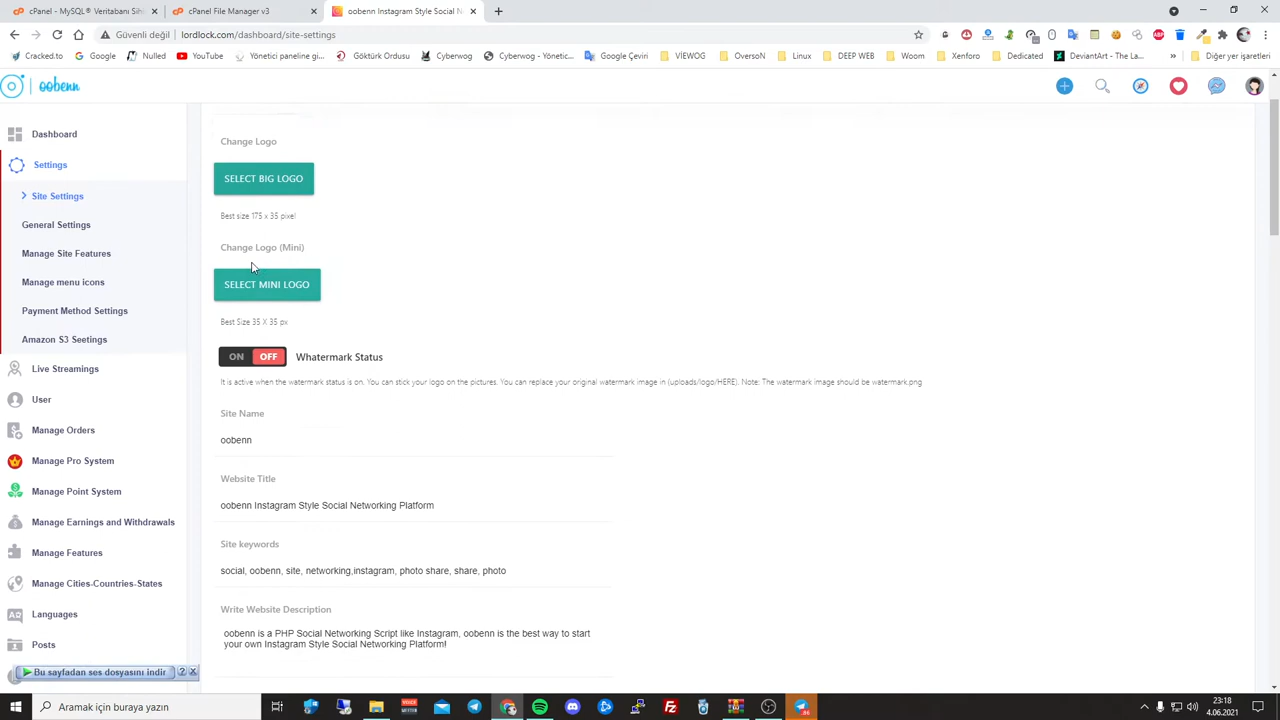 cPanel - MySQL® Veritabanı Sihb
cPanel File Manager v3
oobenn Instagram Style Social N
Güvenli değil
lordlock.com/dashboard/site-settings
Cracked.to
Google
Nulled
YouTube
Yönetici paneline gi...
Göktürk Ordusu
Cyberwog
Cyberwog - Yönetic...
Google Çeviri
VİEWOG
OversoN
Linux
DEEP WEB
Woom
Xenforo
Dedicated
DeviantArt - The La...
»
Diğer yer işaretleri
oobenn
Dashboard
Settings
Site Settings
General Settings
Manage Site Features
Manage menu icons
Payment Method Settings
Amazon S3 Seetings
Live Streamings
User
Manage Orders
Manage Pro System
Manage Point System
Manage Earnings and Withdrawals
Manage Features
Manage Cities-Countries-States
Languages
Posts
Bu sayfadan ses dosyasını indir
? X
Change Logo
SELECT BIG LOGO
Best size 175 x 35 pixel
Change Logo (Mini)
SELECT MINI LOGO
Best Size 35 X 35 px
ON OFF Whatermark Status
It is active when the watermark status is on. You can stick your logo on the pictures. You can replace your original watermark image in (uploads/logo/HERE). Note: The watermark image should be watermark.png
Site Name
oobenn
Website Title
oobenn Instagram Style Social Networking Platform
Site keywords
social, oobenn, site, networking,instagram, photo share, share, photo
Write Website Description
oobenn is a PHP Social Networking Script like Instagram, oobenn is the best way to start
your own Instagram Style Social Networking Platform!
Aramak için buraya yazın
23:18
4.06.2021